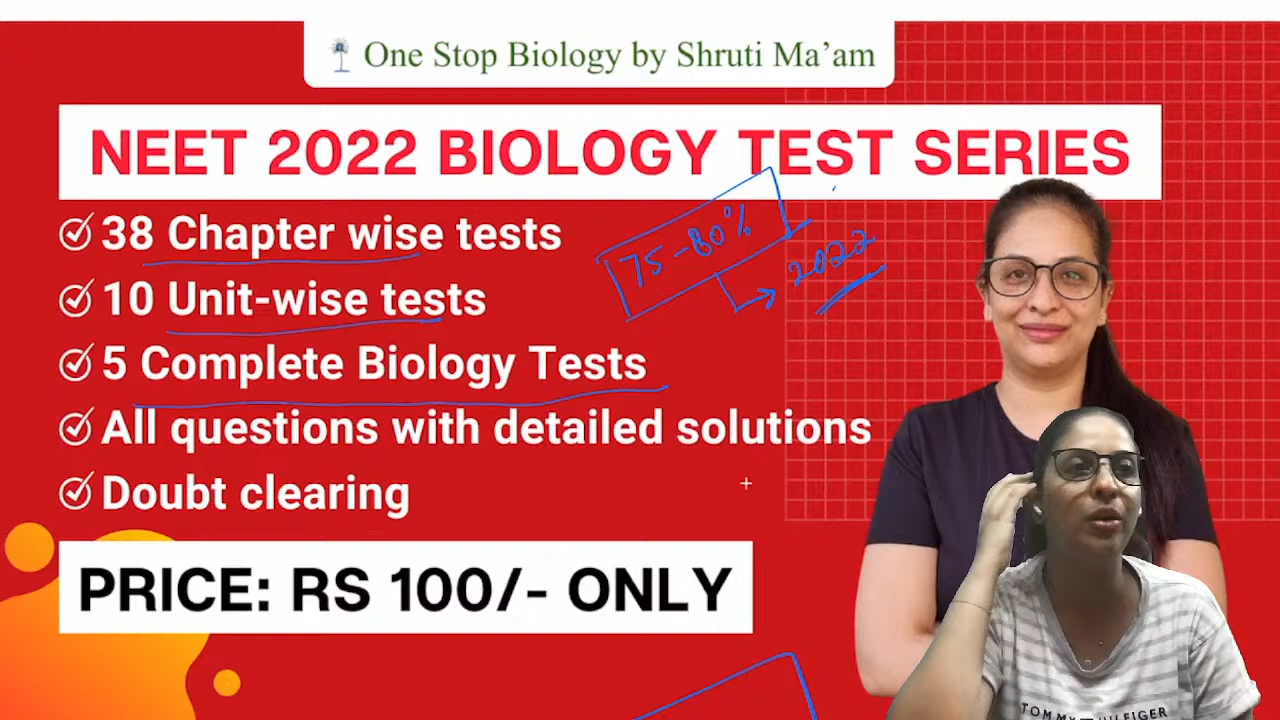 One Stop Biology by Shruti Ma’am
NEET 2022 BIOLOGY TEST SERIES
38 Chapter wise tests
75-80%
2022
10 Unit-wise tests
5 Complete Biology Tests
All questions with detailed solutions
Doubt clearing
PRICE: RS 100/- ONLY
TOMMY HILFIGER